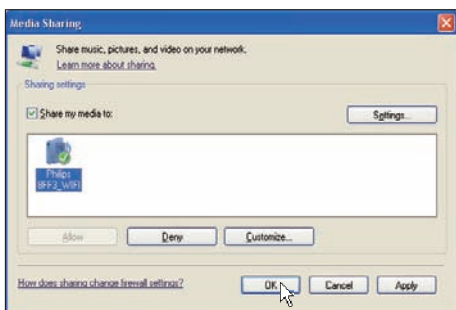 Media Sharing
Share music, pictures, and video on your network.
Learn more about sharing.
Sharing settings
Share my media to:
Settings...
Philips
BFF3_WIFI
Allow
Deny
Customize...
How does sharing change firewall settings?
OK
Cancel
Apply